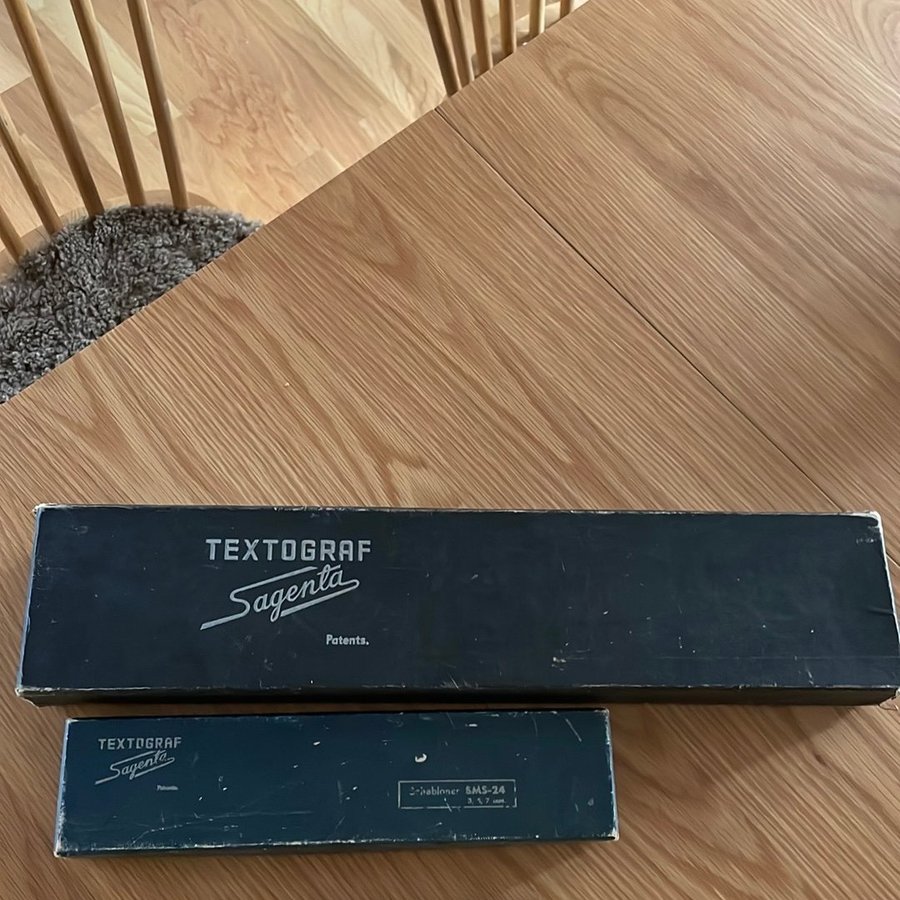 TEXTOGRAF
Sagenta
Patents.
TEXTOGRAF
Sagenta
Patents.
Schabloner SMS-24
3, 5, 7 mm.